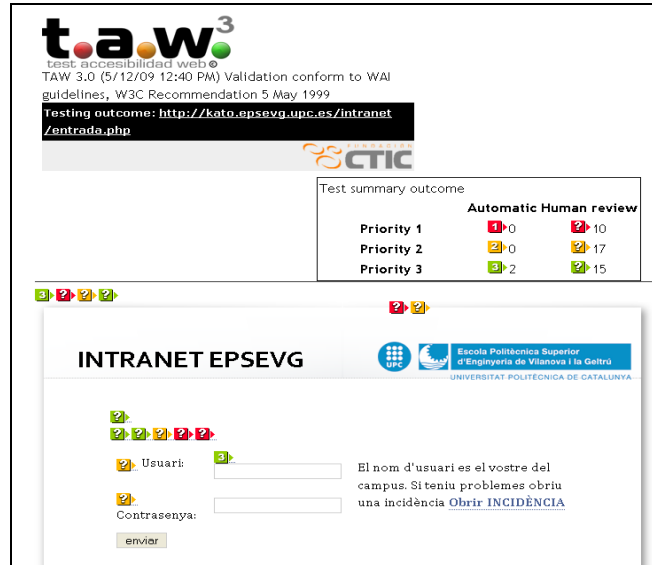 t.a.w3
test accesibilidad web
TAW 3.0 (5/12/09 12:40 PM) Validation conform to WAI
guidelines, W3C Recommendation 5 May 1999
Testing outcome: http://kato.epsevg.upc.es/intranet
/entrada.php
FUNDACIÓN
CTIC
Test summary outcome
Automatic Human review
Priority 1 1 0 ? 10
Priority 2 2 0 ? 17
Priority 3 3 2 ? 15
3 ? ? ?
? ?
INTRANET EPSEVG
UPC
Escola Politècnica Superior
d'Enginyeria de Vilanova i la Geltrú
UNIVERSITAT POLITÈCNICA DE CATALUNYA
?
? ? ? ? ?
? Usuari: 3
El nom d'usuari es el vostre del
campus. Si teniu problemes obriu
una incidència Obrir INCIDÈNCIA
?
Contrasenya:
enviar